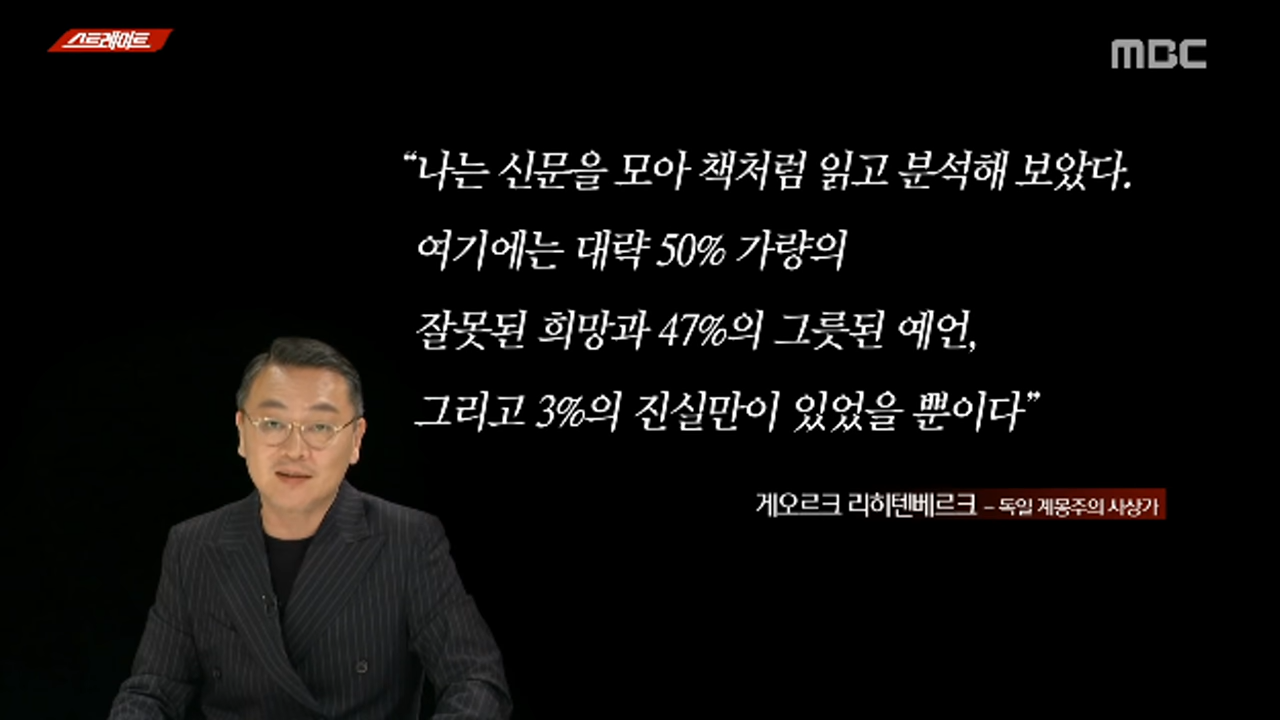 스트레이트
MBC
“나는 신문을 모아 책처럼 읽고 분석해 보았다.
여기에는 대략 50% 가량의
잘못된 희망과 47%의 그릇된 예언,
그리고 3%의 진실만이 있었을 뿐이다”
게오르크 리히텐베르크 – 독일 계몽주의 사상가